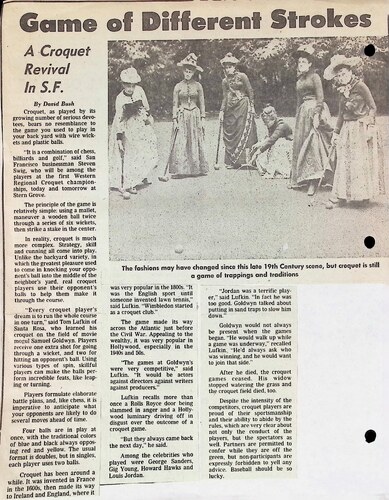 Game of Different Strokes
A Croquet
Revival
In S.F.
By David Bush
Croquet, as played by its
growing number of serious devo-
tees, bears no resemblance to
the game you used to play in
your back yard with wire wick-
ets and plastic balls.
"It is a combination of chess,
billiards and golf," said San
Francisco businessman Steven
Swig, who will be among the
players at the first Western
Regional Croquet champion-
ships, today and tomorrow at
Stern Grove.
The principle of the game is
relatively simple: using a mallet,
maneuver a wooden ball twice
through a series of six wickets,
then strike a stake in the center.
In reality, croquet is much
more complex. Strategy, skill
and cunning all come into play.
Unlike the backyard variety, in
which the greatest pleasure used
to come in knocking your oppo-
nent's ball into the middle of the
neighbor's yard, real croquet
players use their opponent's
balls to help them make it
through the course.
"Every croquet player's
dream is to run the whole course
in one turn," said Tom Lufkin of
Santa Rosa, who learned his
croquet on the field of movie
mogul Samuel Goldwyn. Players
receive one extra shot for going
through a wicket, and two for
hitting an opponent's ball. Using
various types of spin, skilled
players can make the balls per-
form incredible feats, like leap-
ing or turning.
Players formulate elaborate
battle plans, and, like chess, it is
imperative to anticipate what
your opponents are likely to do
several moves ahead of time.
Four balls are in play at
once, with the traditional colors
of blue and black always oppos-
ing red and yellow. The usual
format is doubles, but in singles,
each player uses two balls.
Croquet has been around a
while. It was invented in France
in the 1600s, then made its way
to Ireland and England, where it
The fashions may have changed since this late 19th Century scene, but croquet is still
a game of trappings and traditions
was very popular in the 1800s. "It
was the English sport until
someone invented lawn tennis,"
said Lufkin. "Wimbledon started
as a croquet club."
The game made its way
across the Atlantic just before
the Civil War. Appealing to the
wealthy, it was very popular in
Hollywood, especially in the
1940s and 50s.
"The games at Goldwyn's
were very competitive," said
Lufkin. "It would be actors
against directors against writers
against producers."
Lufkin recalls more than
once a Rolls Royce door being
slammed in anger and a Holly-
wood luminary driving off in
disgust over the outcome of a
croquet game.
"But they always came back
the next day," he said.
Among the celebrities who
played were George Sanders,
Gig Young, Howard Hawks and
Louis Jordan.
"Jordan was a terrific play-
er," said Lufkin. "In fact he was
too good. Goldwyn talked about
putting in sand traps to slow him
down."
Goldwyn would not always
be present when the games
began. "He would wait up while
a game was underway," recalled
Lufkin. "He'd always ask who
was winning, and he would want
to join that side."
After he died, the croquet
games ceased. His widow
stopped watering the grass and
the croquet field died, too.
Despite the intensity of the
competitors, croquet players are
proud of their sportsmanship
and their ability to abide by the
rules, which are very clear about
not only the conduct of the
players, but the spectators as
well. Partners are permitted to
confer while they are off the
green, but non-participants are
expressly forbidden to yell any
advice. Baseball should be so
lucky.